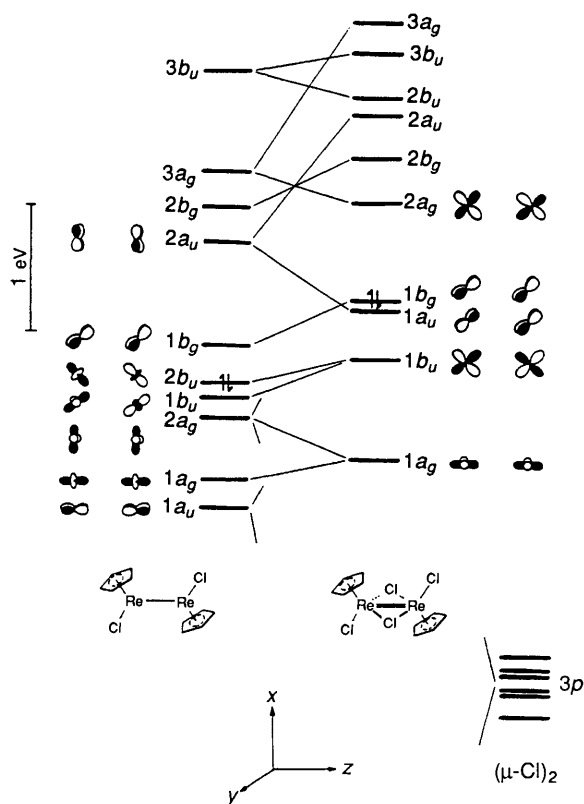 3a_g
3b_u
3b_u
2b_u
2a_u
3a_g
2b_g
2b_g
2a_g
2a_u
1 eV
1b_g
1a_u
1b_g
1b_u
2b_u
1b_u
2a_g
1a_g
1a_g
1a_u
Cl
Cl
Cl
Re
Re
Re
Re
Cl
Cl
Cl
3p
x
z
y
(μ-Cl)₂